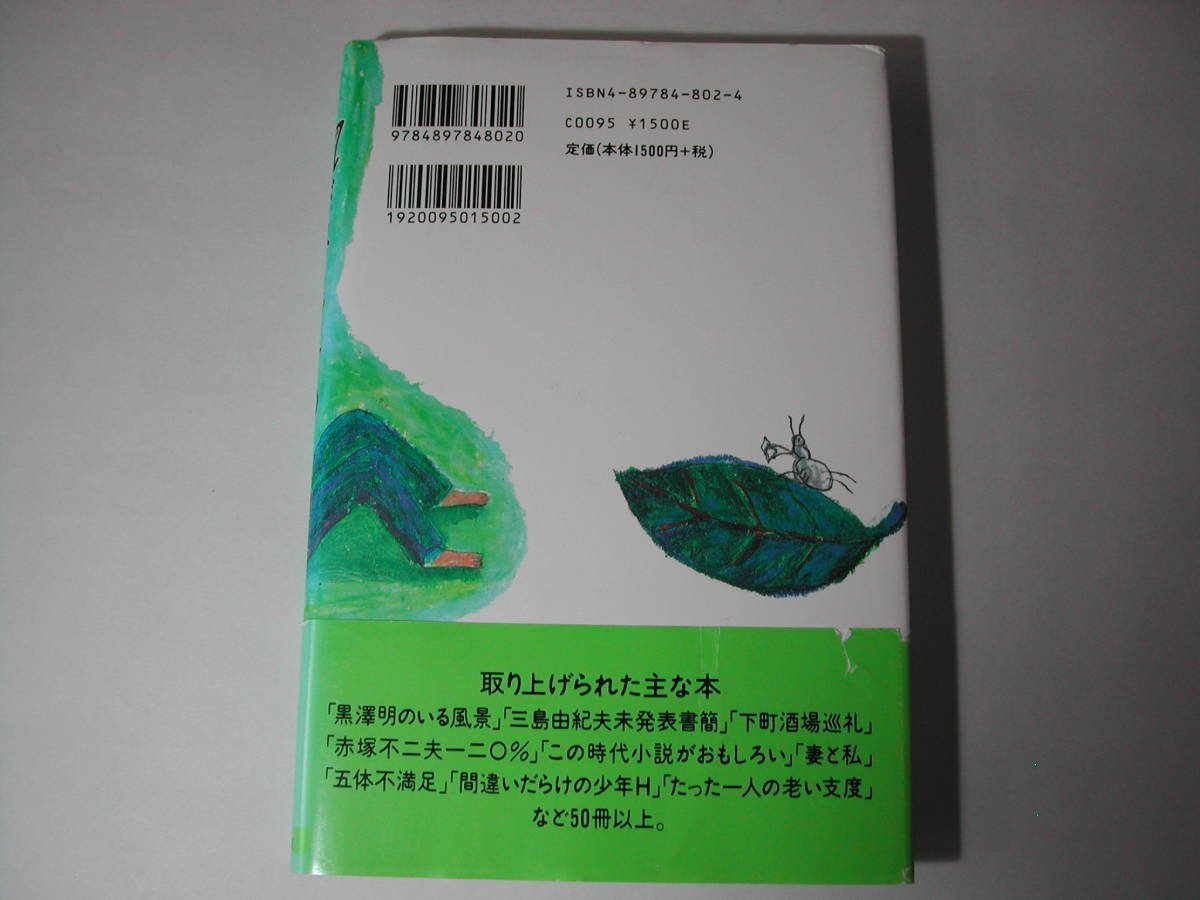 ISBN4-89784-802-4
9784897848020
C0095 ¥1500E
定価(本体1500円+税)
1920095015002
取り上げられた主な本
「黒澤明のいる風景」「三島由紀夫未発表書簡」「下町酒場巡礼」
「赤塚不二夫一二〇%」「この時代小説がおもしろい」「妻と私」
「五体不満足」「間違いだらけの少年H」「たった一人の老い支度」
など50冊以上。